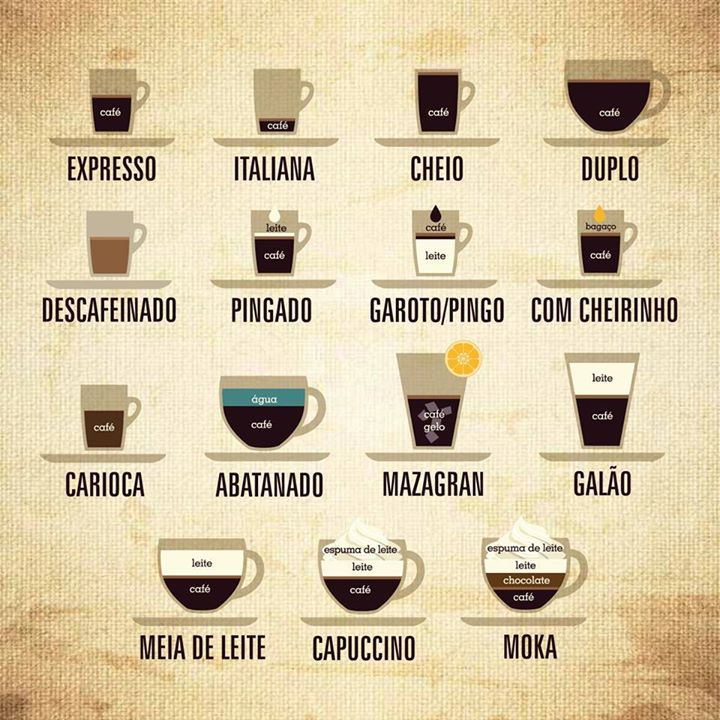 café
café
café
café
EXPRESSO
ITALIANA
CHEIO
DUPLO
leite
café
café
leite
bagaço
café
DESCAFEINADO
PINGADO
GAROTO/PINGO
COM CHEIRINHO
café
água
café
café
gelo
leite
café
CARIOCA
ABATANADO
MAZAGRAN
GALÃO
leite
café
espuma de leite
leite
café
espuma de leite
leite
chocolate
café
MEIA DE LEITE
CAPUCCINO
MOKA